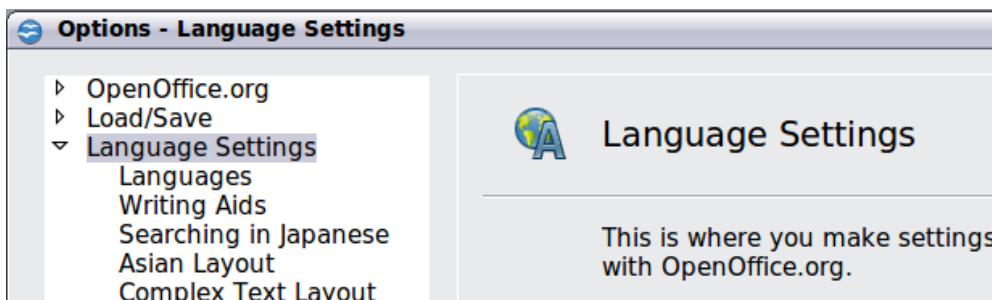 Options - Language Settings
OpenOffice.org
Load/Save
Language Settings
Languages
Writing Aids
Searching in Japanese
Asian Layout
Complex Text Layout
Language Settings
This is where you make settings
with OpenOffice.org.